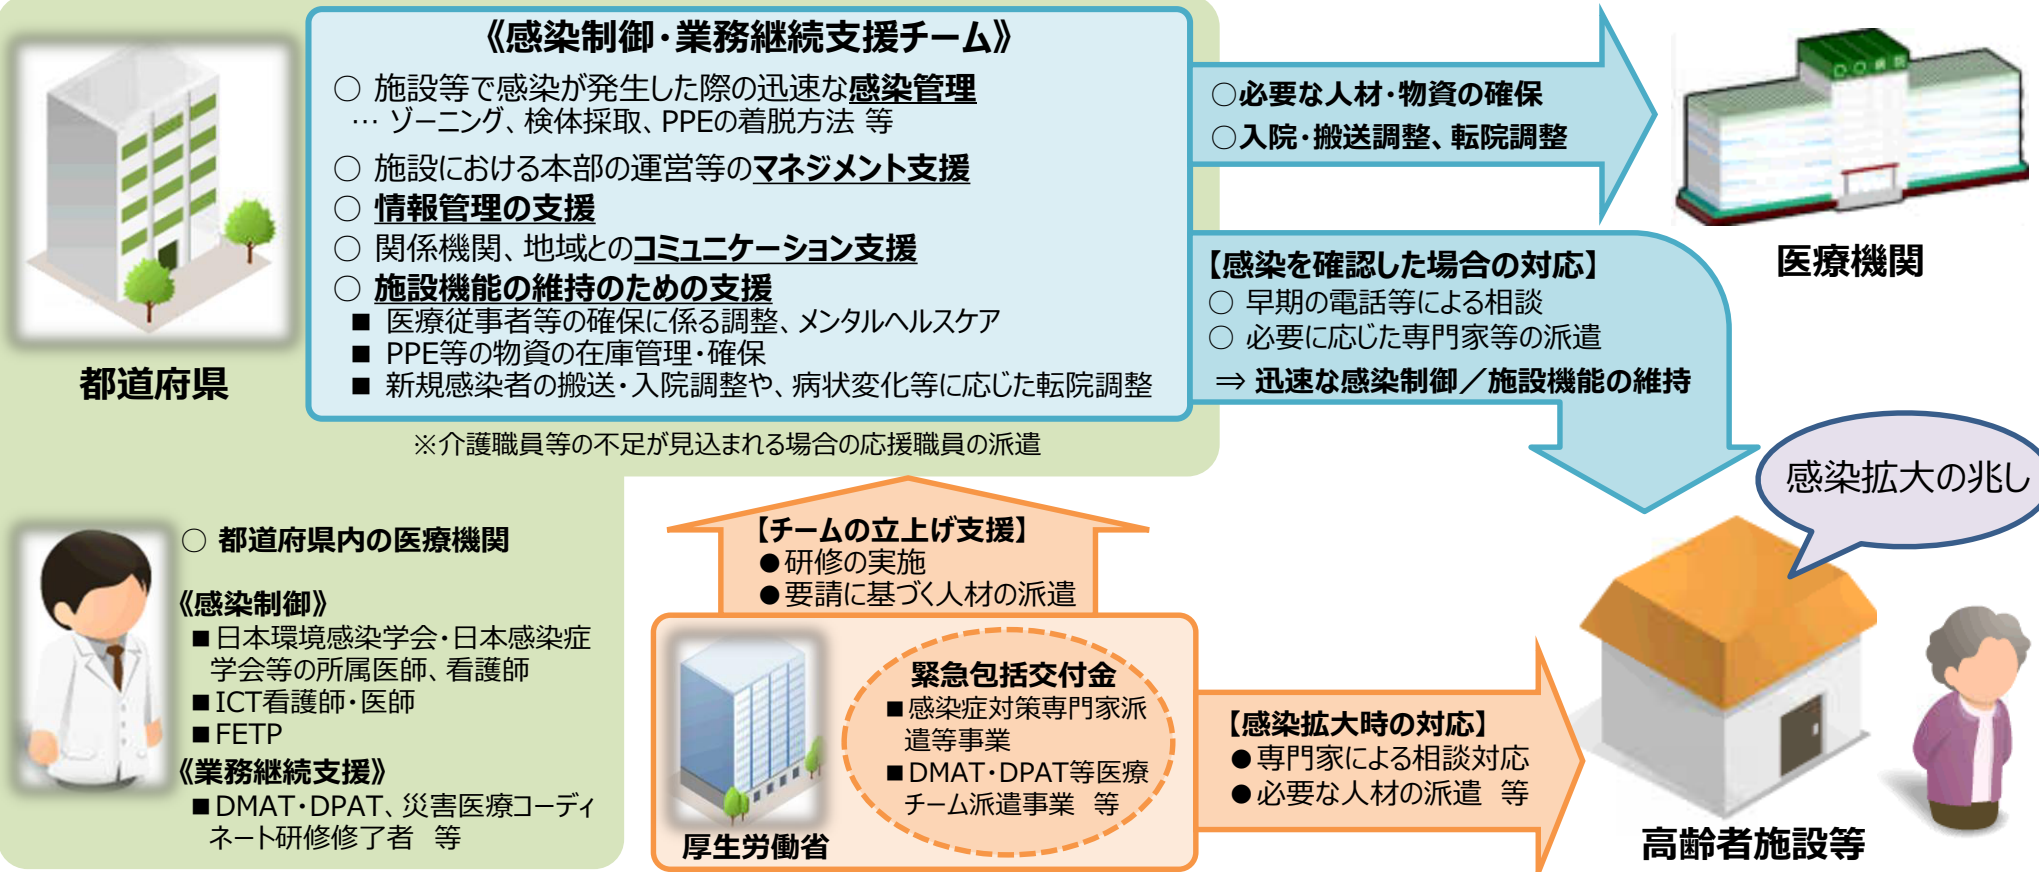 《感染制御・業務継続支援チーム》
○ 施設等で感染が発生した際の迅速な感染管理
… ゾーニング、検体採取、PPEの着脱方法 等
○ 施設における本部の運営等のマネジメント支援
○ 情報管理の支援
○ 関係機関、地域とのコミュニケーション支援
○ 施設機能の維持のための支援
■ 医療従事者等の確保に係る調整、メンタルヘルスケア
■ PPE等の物資の在庫管理・確保
■ 新規感染者の搬送・入院調整や、病状変化等に応じた転院調整
※介護職員等の不足が見込まれる場合の応援職員の派遣
都道府県
○必要な人材・物資の確保
○入院・搬送調整、転院調整
○○病院
医療機関
【感染を確認した場合の対応】
○ 早期の電話等による相談
○ 必要に応じた専門家等の派遣
⇒ 迅速な感染制御／施設機能の維持
感染拡大の兆し
○ 都道府県内の医療機関
《感染制御》
■日本環境感染学会・日本感染症
学会等の所属医師、看護師
■ICT看護師・医師
■FETP
《業務継続支援》
■DMAT・DPAT、災害医療コーディ
ネート研修修了者 等
【チームの立上げ支援】
●研修の実施
●要請に基づく人材の派遣
緊急包括交付金
■感染症対策専門家派
遣等事業
■DMAT・DPAT等医療
チーム派遣事業 等
厚生労働省
【感染拡大時の対応】
●専門家による相談対応
●必要な人材の派遣 等
高齢者施設等